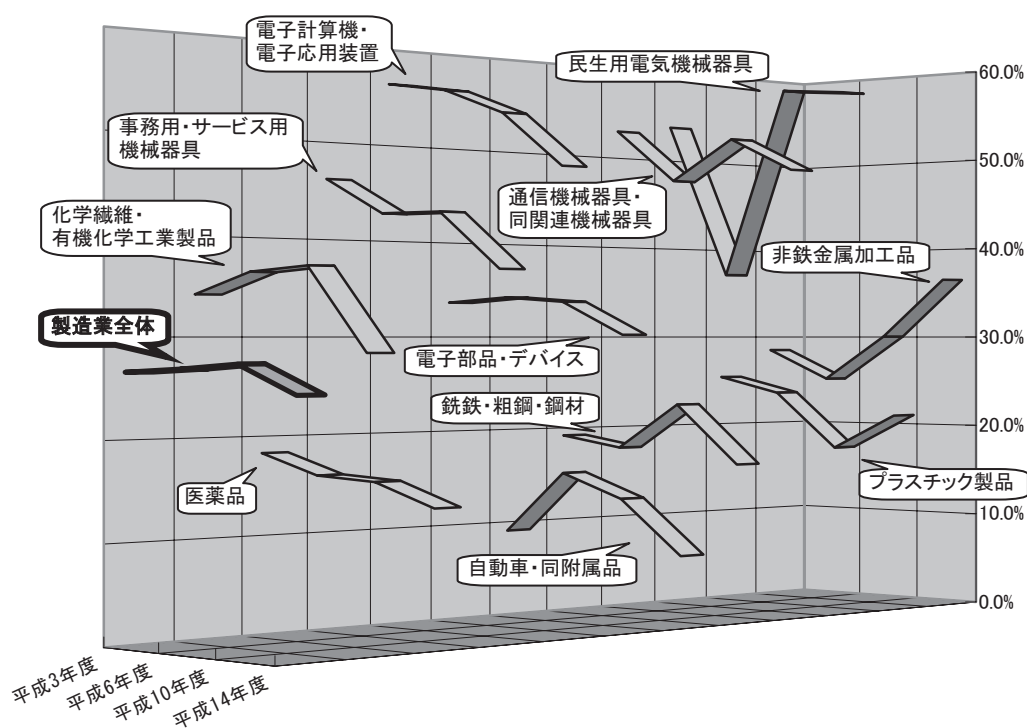 電子計算機・
電子応用装置
民生用電気機械器具
60.0%
事務用・サービス用
機械器具
50.0%
通信機械器具・
同関連機械器具
化学繊維・
有機化学工業製品
40.0%
非鉄金属加工品
製造業全体
30.0%
電子部品・デバイス
銑鉄・粗鋼・鋼材
20.0%
医薬品
プラスチック製品
10.0%
自動車・同附属品
0.0%
平成3年度
平成6年度
平成10年度
平成14年度